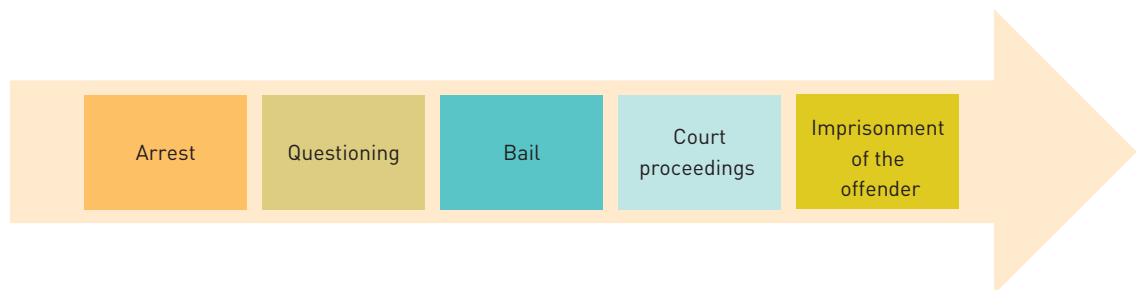 Arrest
Questioning
Bail
Court
proceedings
Imprisonment
of the
offender